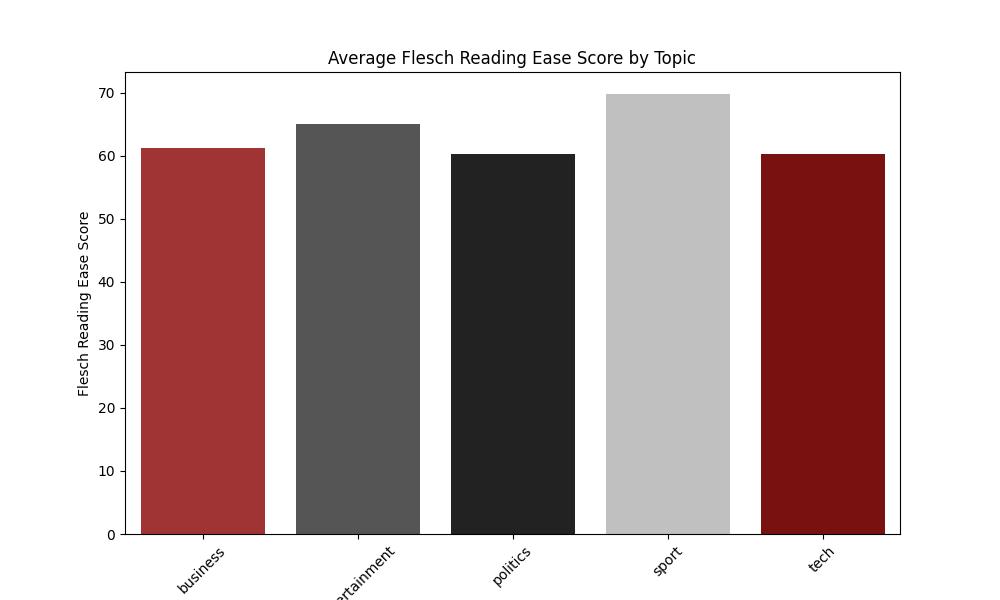 Average Flesch Reading Ease Score by Topic
Flesch Reading Ease Score
70
60
50
40
30
20
10
0
business
ertainment
politics
sport
tech